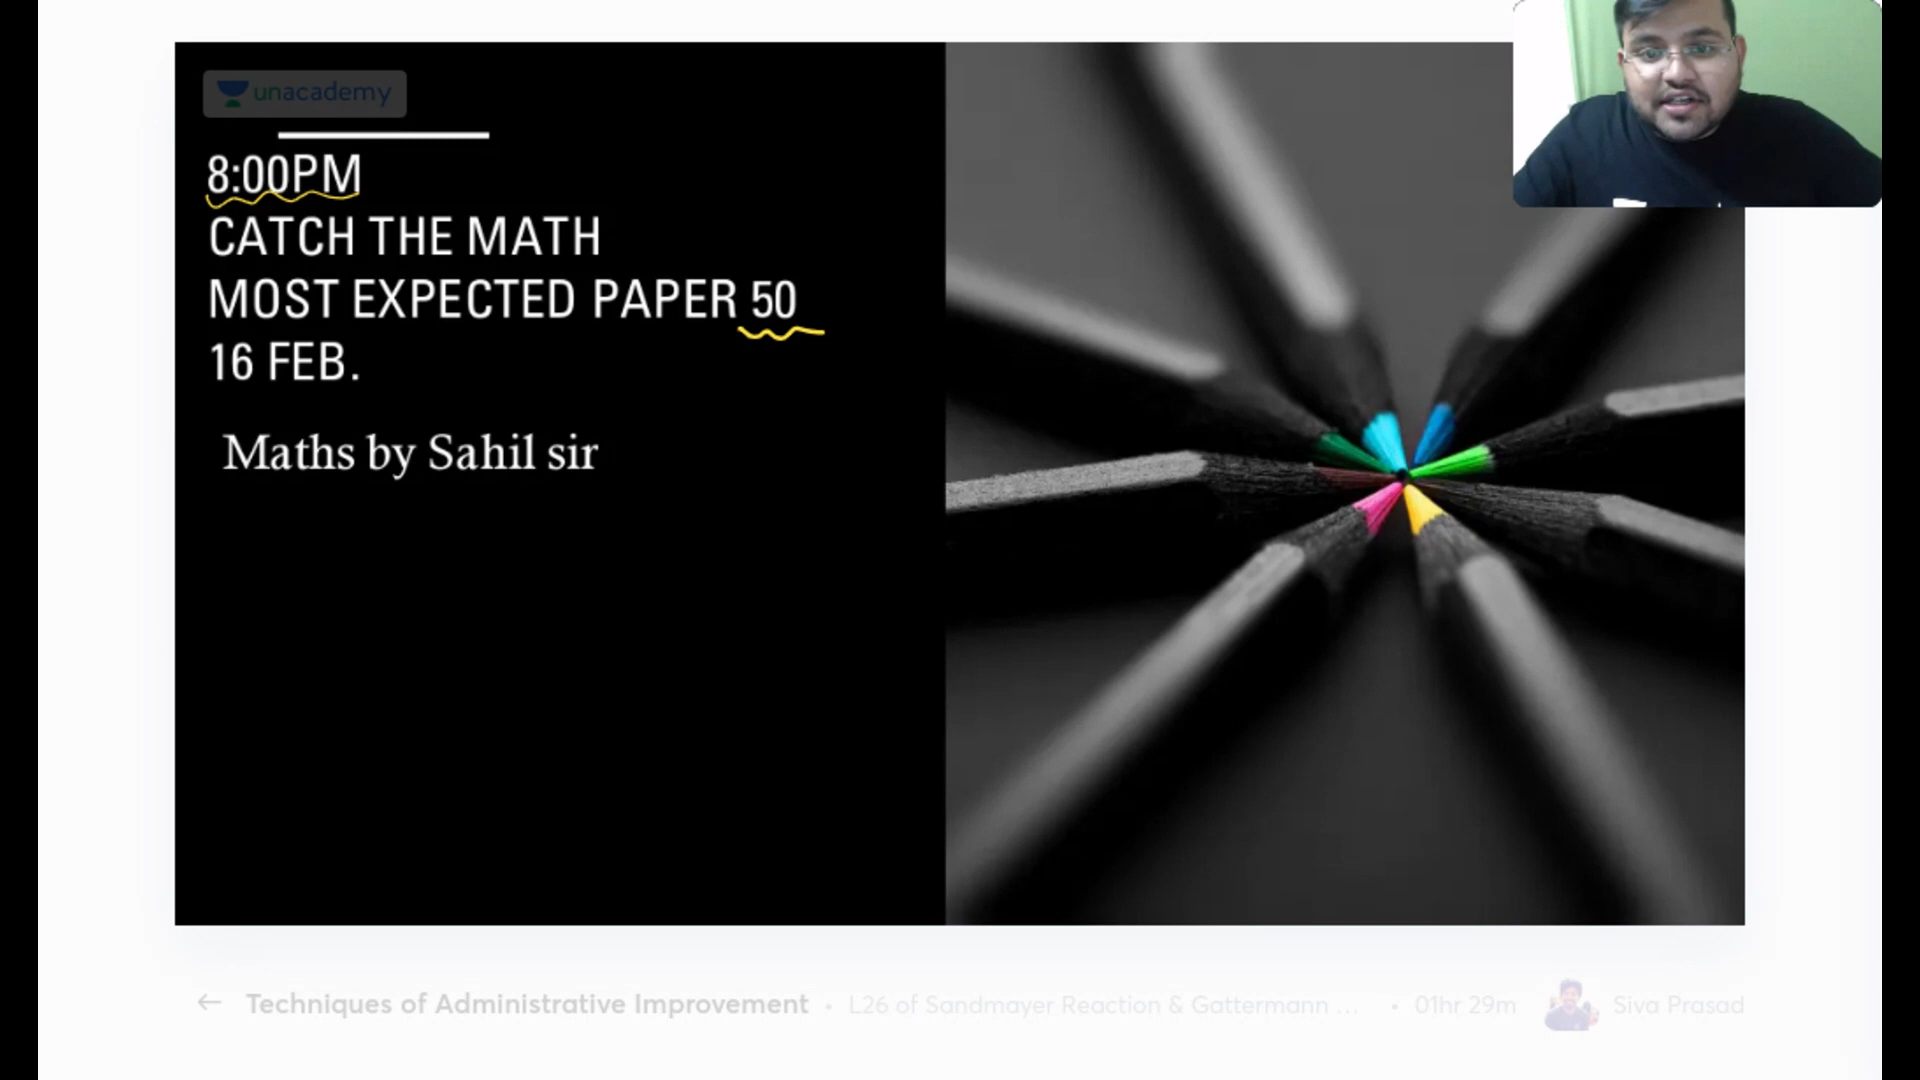 unacademy
8:00PM
CATCH THE MATH
MOST EXPECTED PAPER 50
16 FEB.
Maths by Sahil sir
← Techniques of Administrative Improvement • L26 of Sandmayer Reaction & Gattermann ... • 01hr 29m Siva Prasad